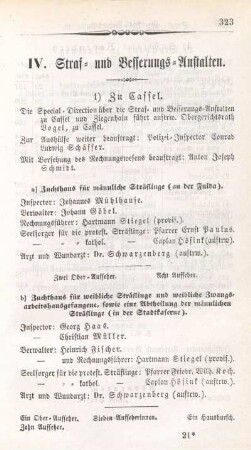 323
IV. Straf- und Besserungs-Anstalten.
1) Zu Cassel.
Die Special-Direction über die Straf- und Besserungs-Anstalten
zu Cassel und Ziegenhain führt auftrw. Obergerichtsrath
Vogel, zu Cassel.
Zur Aushülfe weiter beauftragt: Polizei-Inspector Conrad
Ludwig Schäffer.
Mit Versehung des Rechnungswesens beauftragt: Anton Joseph
Schmidt.
a) Zuchthaus für männliche Sträflinge (an der Fulda).
Inspector: Johannes Mühlhause.
Verwalter: Johann Göbel.
Rechnungsführer: Hartmann Stiegel (provis.).
Seelsorger für die protest. Sträflinge: Pfarrer Ernst Paulus.
» » kathol. » Caplan Hösink (auftrw.).
Arzt und Wundarzt: Dr. Schwarzenberg (auftrw.).
Zwei Ober-Aufseher. Acht Aufseher.
b) Zuchthaus für weibliche Sträflinge und weibliche Zwangs-
arbeitshausgefangene, sowie eine Abtheilung der männlichen
Sträflinge (in der Stadtkaserne).
Inspector: Georg Haas.
» Christian Müller.
Verwalter: Heinrich Fischer.
» und Rechnungsführer: Hartmann Stiegel (provis.).
Seelsorger für die protest. Sträflinge: Pfarrer Friedr. Wilh. Koch.
» » kathol. » Caplan Hösink (auftrw.).
Arzt und Wundarzt: Dr. Schwarzenberg (auftrw.).
Ein Ober-Aufseher. Sieben Aufseherinnen. Ein Hausbursch.
Zehn Aufseher.
21*